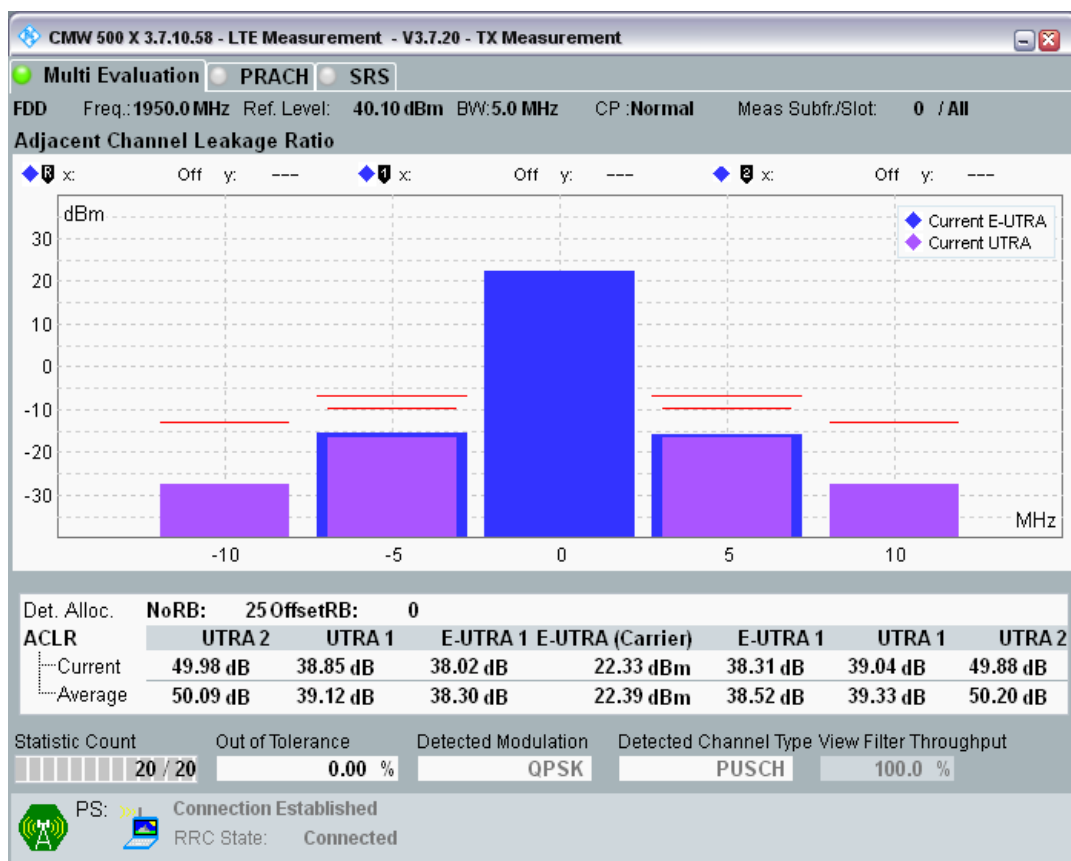 CMW 500 X 3.7.10.58 - LTE Measurement - V3.7.20 - TX Measurement
Multi Evaluation PRACH SRS
FDD Freq.: 1950.0 MHz Ref. Level: 40.10 dBm BW: 5.0 MHz CP : Normal Meas Subfr./Slot: 0 / All
Adjacent Channel Leakage Ratio
R x: Off y: --- 1 x: Off y: --- 2 x: Off y: ---
dBm
Current E-UTRA
Current UTRA
30
20
10
0
-10
-20
-30
MHz
-10 -5 0 5 10
Det. Alloc. NoRB: 25 OffsetRB: 0
ACLR UTRA 2 UTRA 1 E-UTRA 1 E-UTRA (Carrier) E-UTRA 1 UTRA 1 UTRA 2
Current 49.98 dB 38.85 dB 38.02 dB 22.33 dBm 38.31 dB 39.04 dB 49.88 dB
Average 50.09 dB 39.12 dB 38.30 dB 22.39 dBm 38.52 dB 39.33 dB 50.20 dB
Statistic Count Out of Tolerance Detected Modulation Detected Channel Type View Filter Throughput
20 / 20 0.00 % QPSK PUSCH 100.0 %
PS: Connection Established
RRC State: Connected